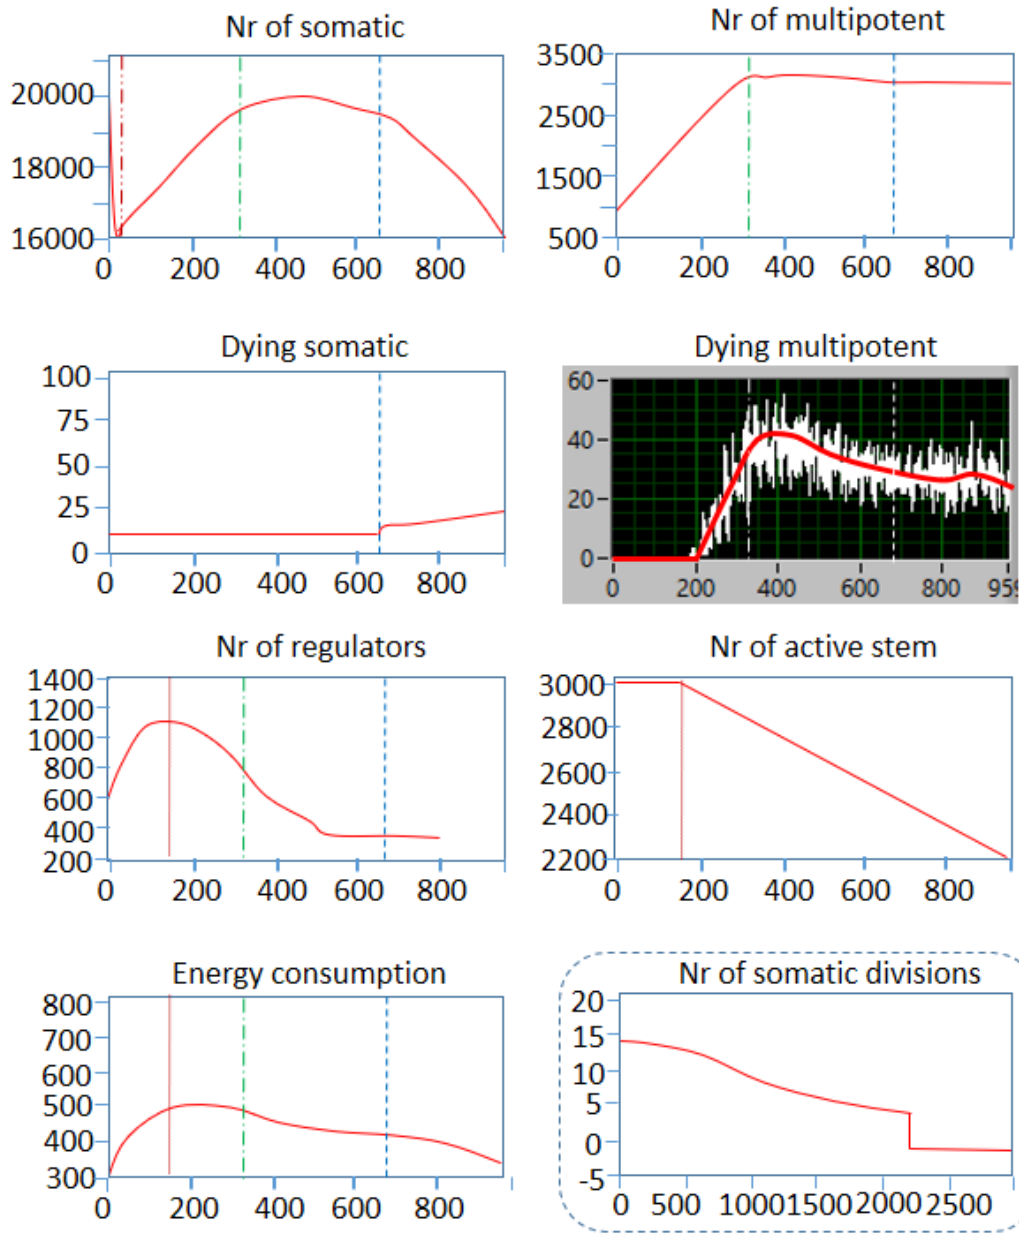 Nr of somatic
20000
18000
16000
0 200 400 600 800
Nr of multipotent
3500
2500
1500
500
0 200 400 600 800
Dying somatic
100
75
50
25
0
0 200 400 600 800
Dying multipotent
60
40
20
0
0 200 400 600 800 959
Nr of regulators
1400
1200
1000
800
600
400
200
0 200 400 600 800
Nr of active stem
3000
2800
2600
2400
2200
0 200 400 600 800
Energy consumption
800
700
600
500
400
300
0 200 400 600 800
Nr of somatic divisions
20
15
10
5
0
-5
0 500 1000 1500 2000 2500